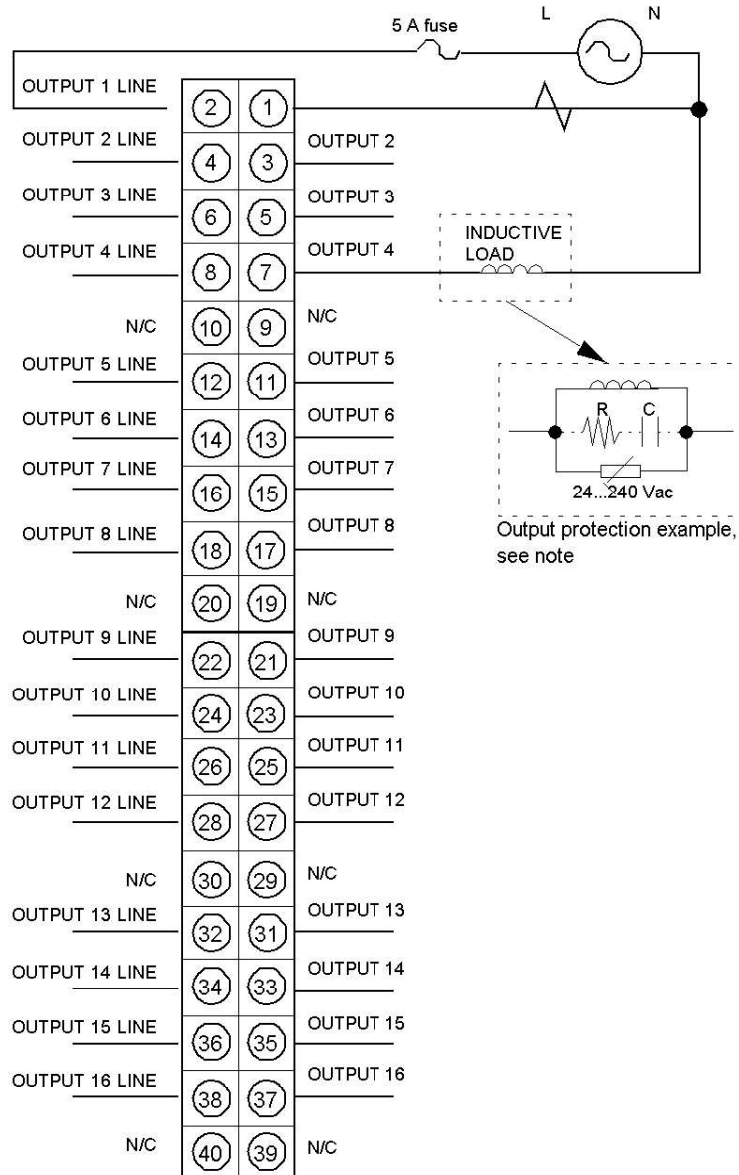 5 A fuse
L N
OUTPUT 1 LINE 2 1
OUTPUT 2 LINE 4 3 OUTPUT 2
OUTPUT 3 LINE 6 5 OUTPUT 3
OUTPUT 4 LINE 8 7 OUTPUT 4
INDUCTIVE
LOAD
N/C 10 9 N/C
OUTPUT 5 LINE 12 11 OUTPUT 5
OUTPUT 6 LINE 14 13 OUTPUT 6
R C
OUTPUT 7 LINE 16 15 OUTPUT 7
24...240 Vac
OUTPUT 8 LINE 18 17 OUTPUT 8
Output protection example,
see note
N/C 20 19 N/C
OUTPUT 9 LINE 22 21 OUTPUT 9
OUTPUT 10 LINE 24 23 OUTPUT 10
OUTPUT 11 LINE 26 25 OUTPUT 11
OUTPUT 12 LINE 28 27 OUTPUT 12
N/C 30 29 N/C
OUTPUT 13 LINE 32 31 OUTPUT 13
OUTPUT 14 LINE 34 33 OUTPUT 14
OUTPUT 15 LINE 36 35 OUTPUT 15
OUTPUT 16 LINE 38 37 OUTPUT 16
N/C 40 39 N/C